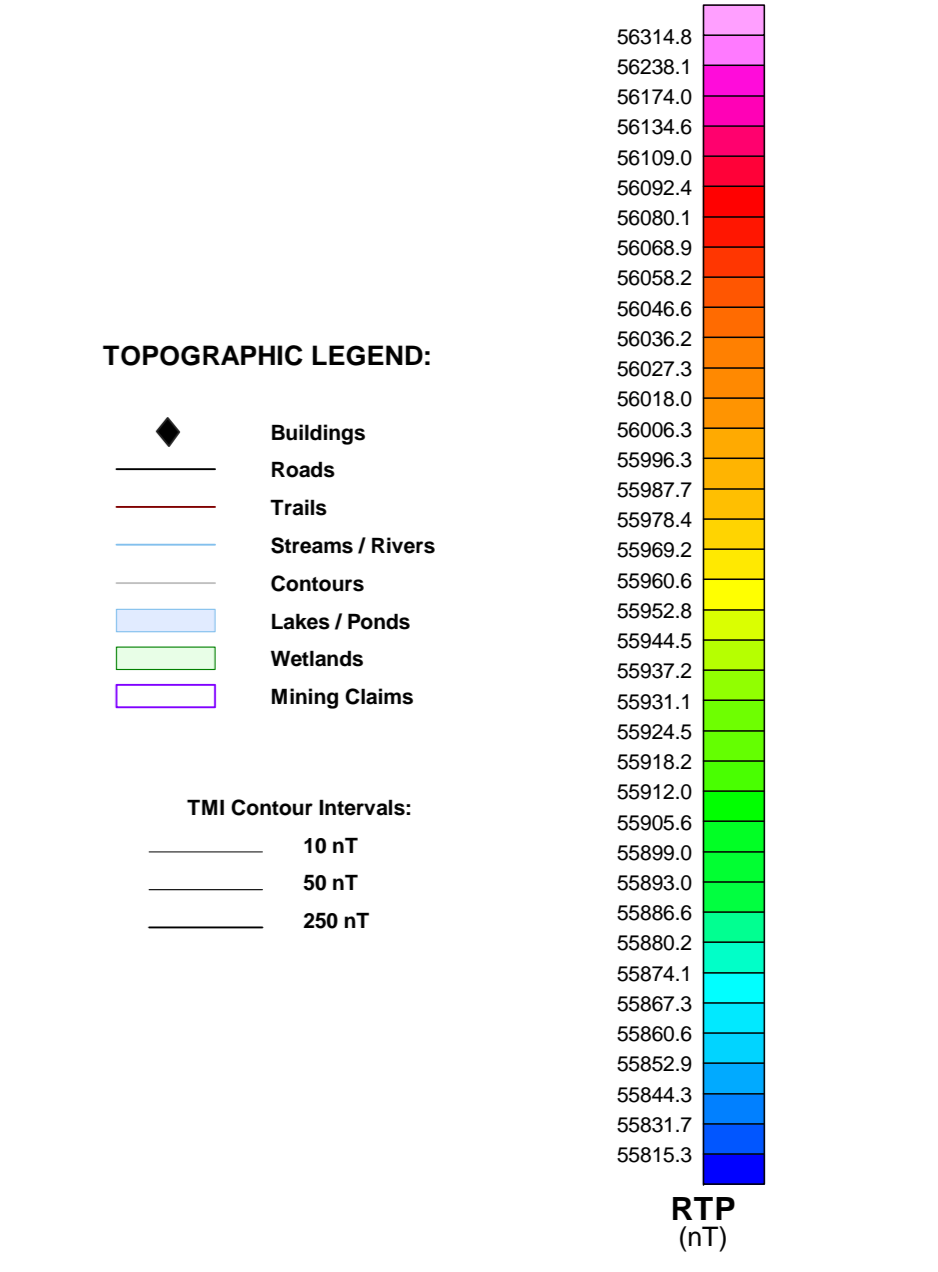 TOPOGRAPHIC LEGEND:
Buildings
Roads
Trails
Streams / Rivers
Contours
Lakes / Ponds
Wetlands
Mining Claims
TMI Contour Intervals:
10 nT
50 nT
250 nT
56314.8
56238.1
56174.0
56134.6
56109.0
56092.4
56080.1
56068.9
56058.2
56046.6
56036.2
56027.3
56018.0
56006.3
55996.3
55987.7
55978.4
55969.2
55960.6
55952.8
55944.5
55937.2
55931.1
55924.5
55918.2
55912.0
55905.6
55899.0
55893.0
55886.6
55880.2
55874.1
55867.3
55860.6
55852.9
55844.3
55831.7
55815.3
RTP
(nT)